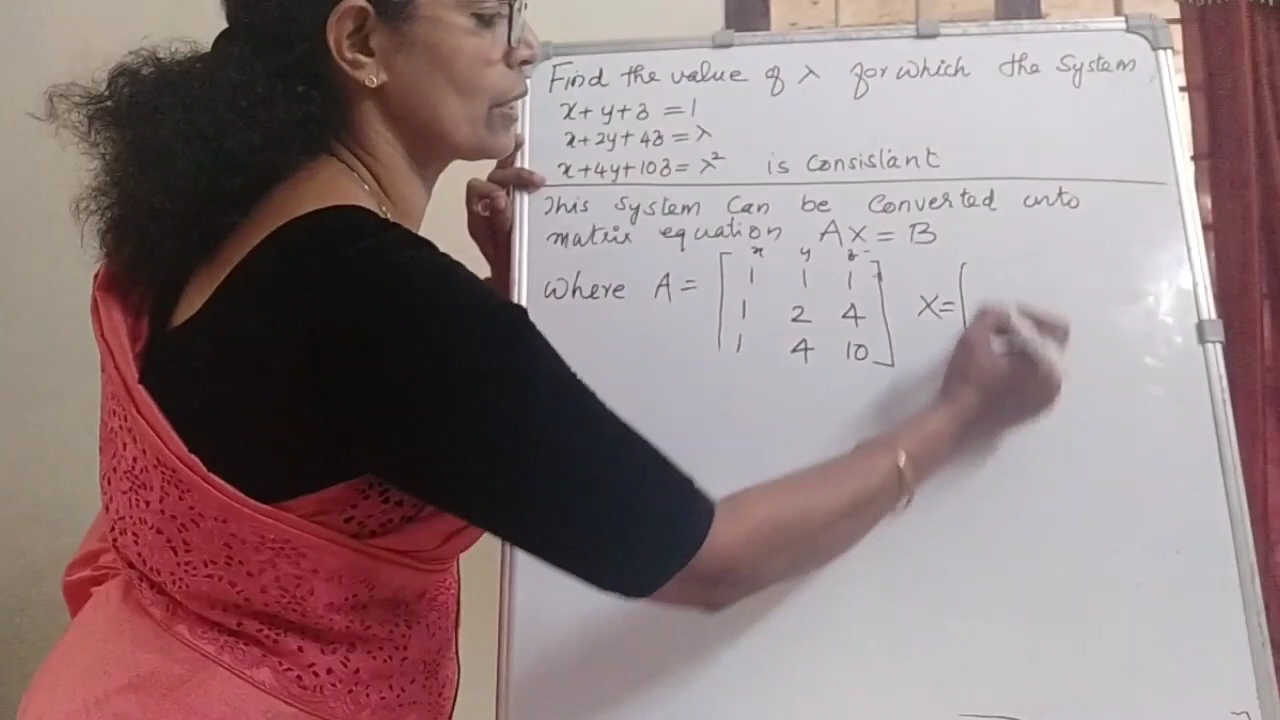 Find the value of λ for which the System
x+y+z=1
x+2y+4z=λ
x+4y+10z=λ² is Consistant
This System Can be Converted into
matrix equation AX=B
x y z
Where A= [ 1 1 1 X=[
1 2 4
1 4 10 ]